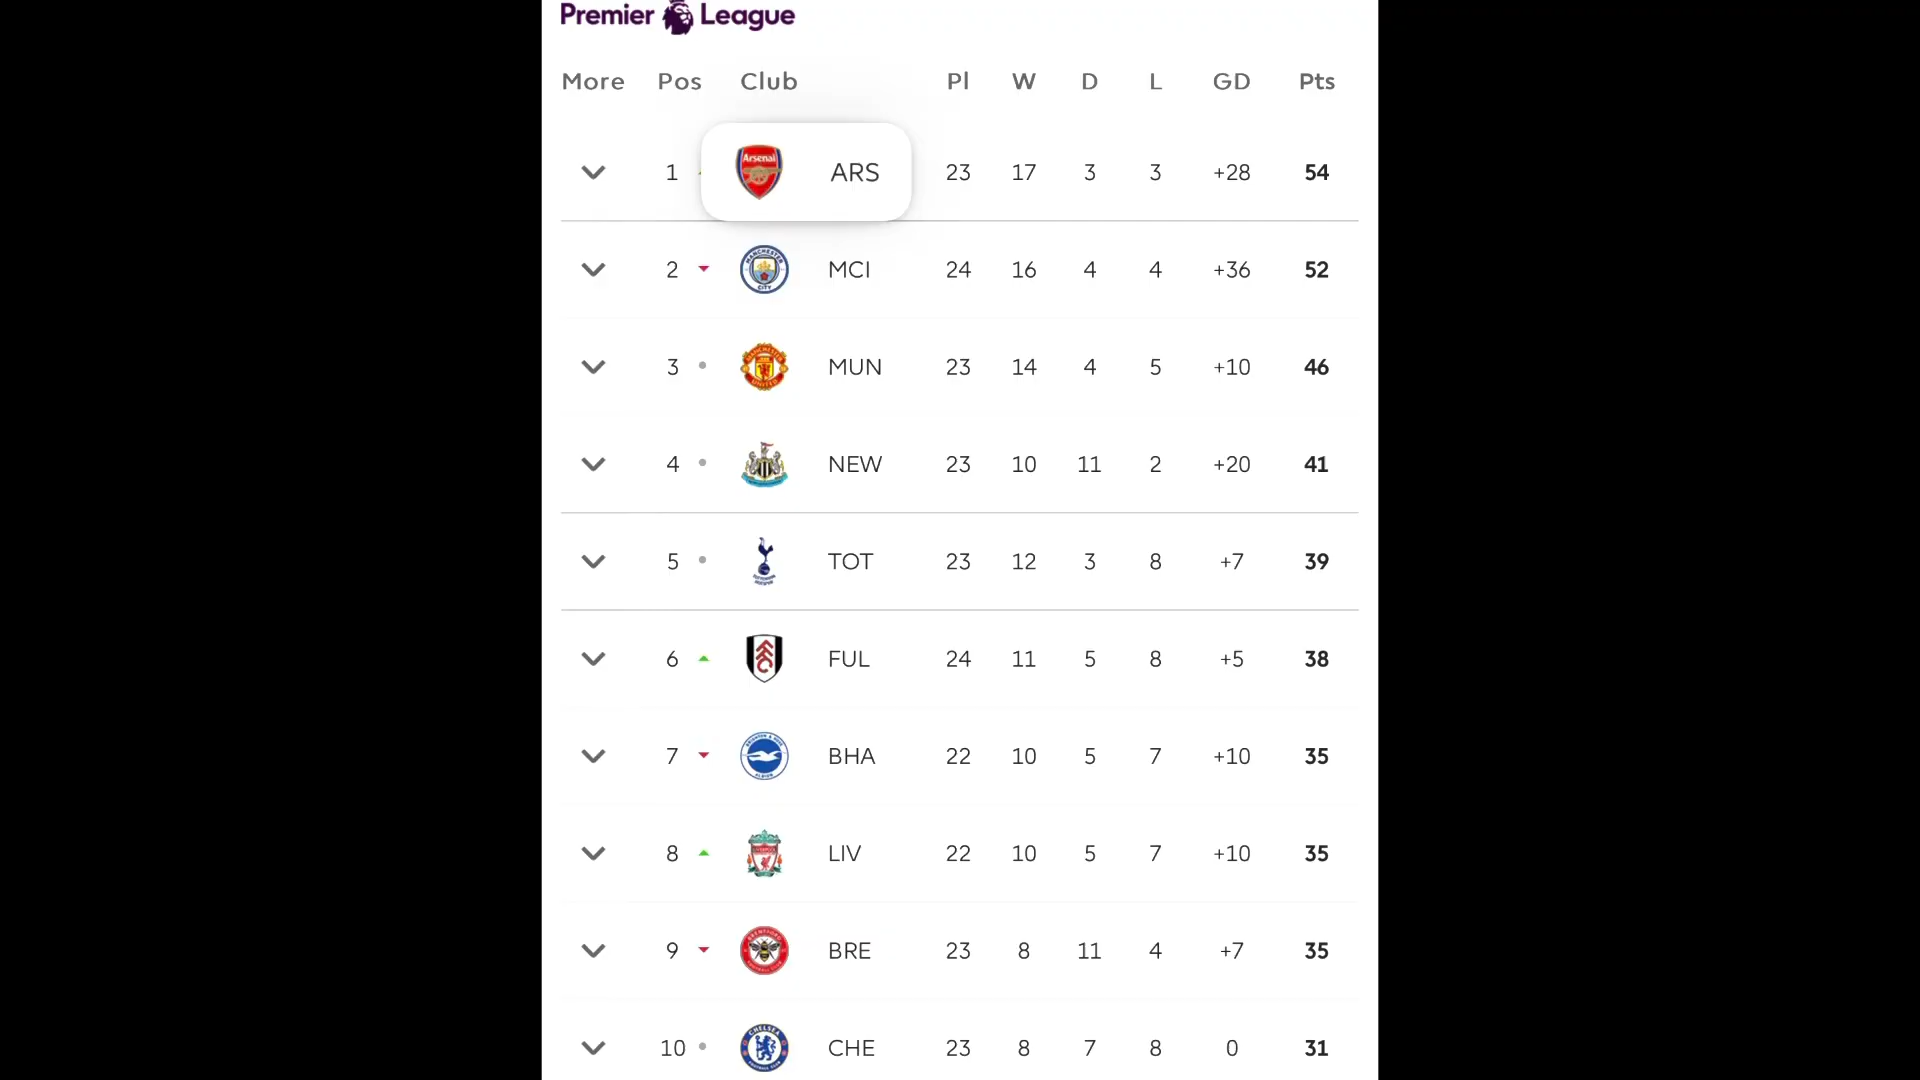 Premier League
More Pos Club Pl W D L GD Pts
1 ARS 23 17 3 3 +28 54
2 MCI 24 16 4 4 +36 52
3 MUN 23 14 4 5 +10 46
4 NEW 23 10 11 2 +20 41
5 TOT 23 12 3 8 +7 39
6 FUL 24 11 5 8 +5 38
7 BHA 22 10 5 7 +10 35
8 LIV 22 10 5 7 +10 35
9 BRE 23 8 11 4 +7 35
10 CHE 23 8 7 8 0 31